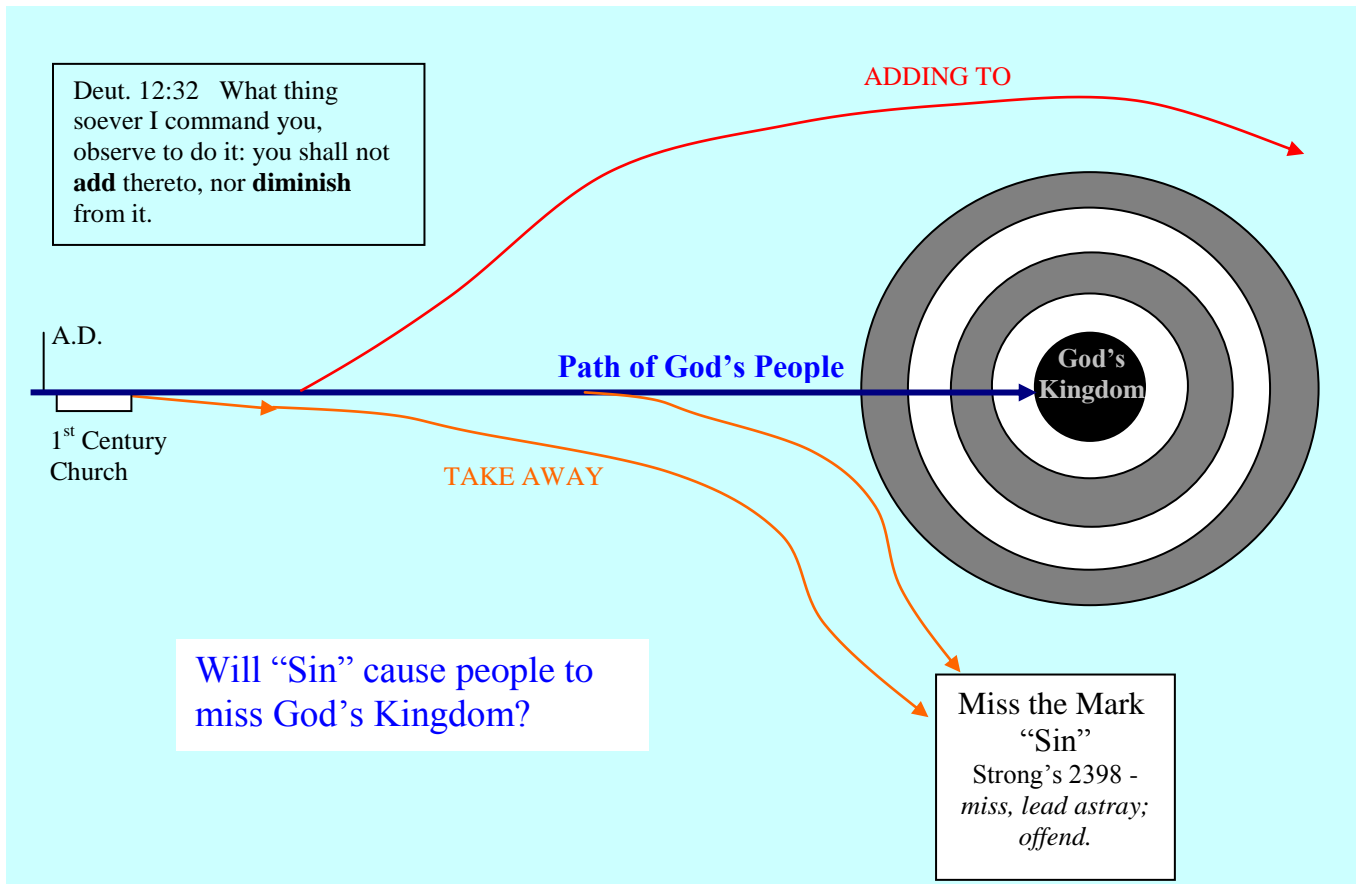 ADDING TO
Deut. 12:32 What thing
soever I command you,
observe to do it: you shall not
add thereto, nor diminish
from it.
A.D.
Path of God’s People
God’s
Kingdom
1st Century
Church
TAKE AWAY
Will “Sin” cause people to
miss God’s Kingdom?
Miss the Mark
“Sin”
Strong’s 2398 -
miss, lead astray;
offend.